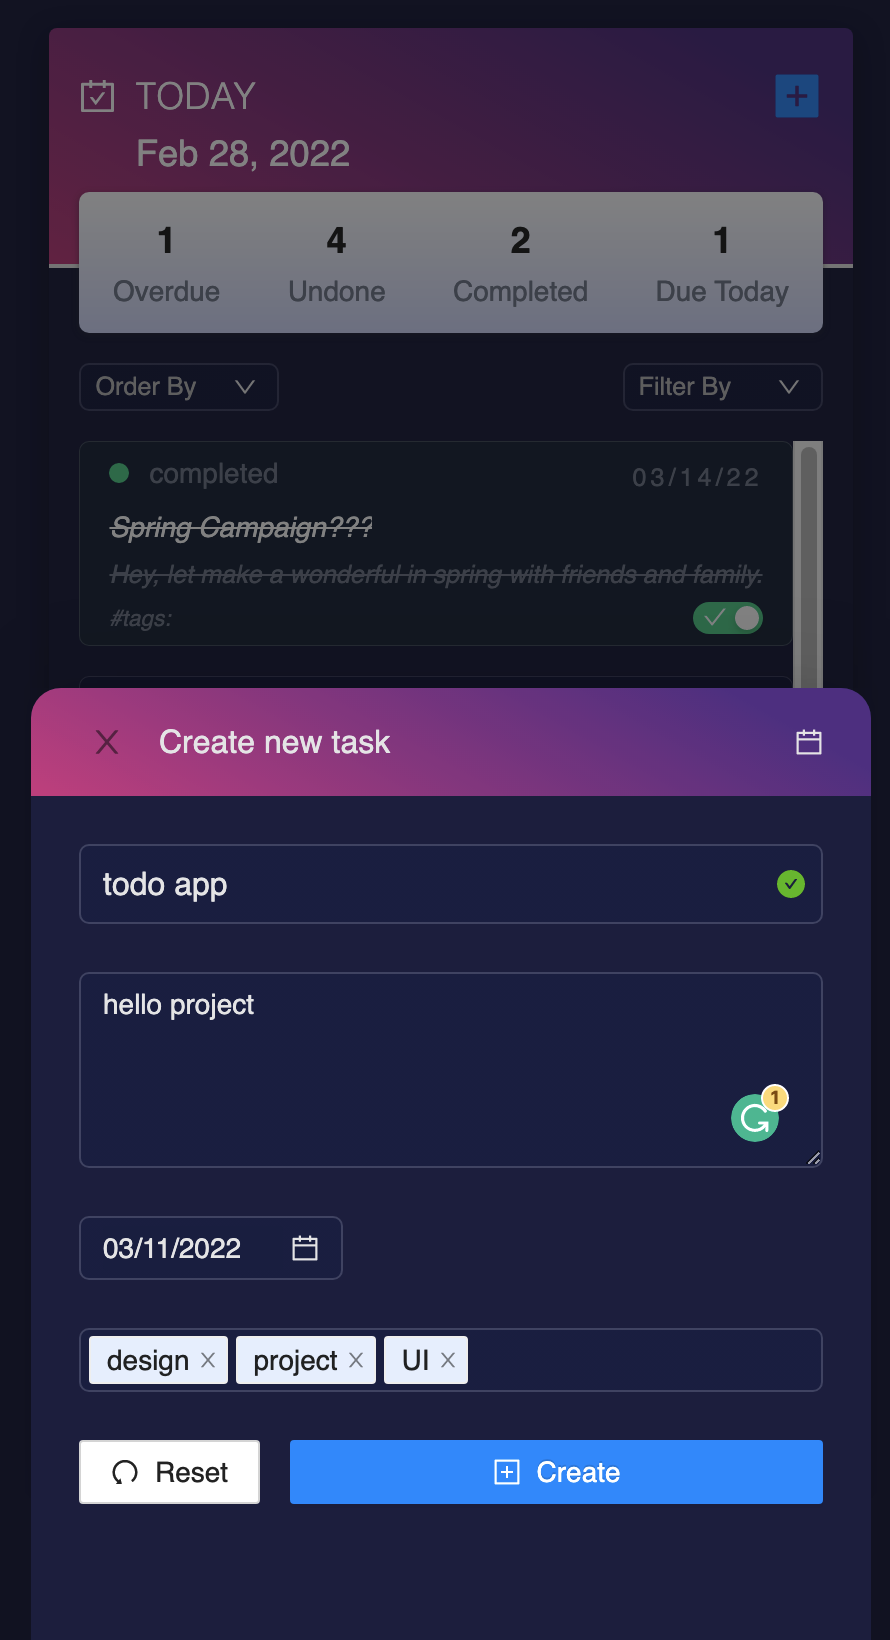 TODAY
Feb 28, 2022
1 4 2 1
Overdue Undone Completed Due Today
Order By Filter By
completed 03/14/22
Spring Campaign???
Hey, let make a wonderful in spring with friends and family.
#tags:
Create new task
todo app
hello project
1
03/11/2022
design project UI
Reset Create